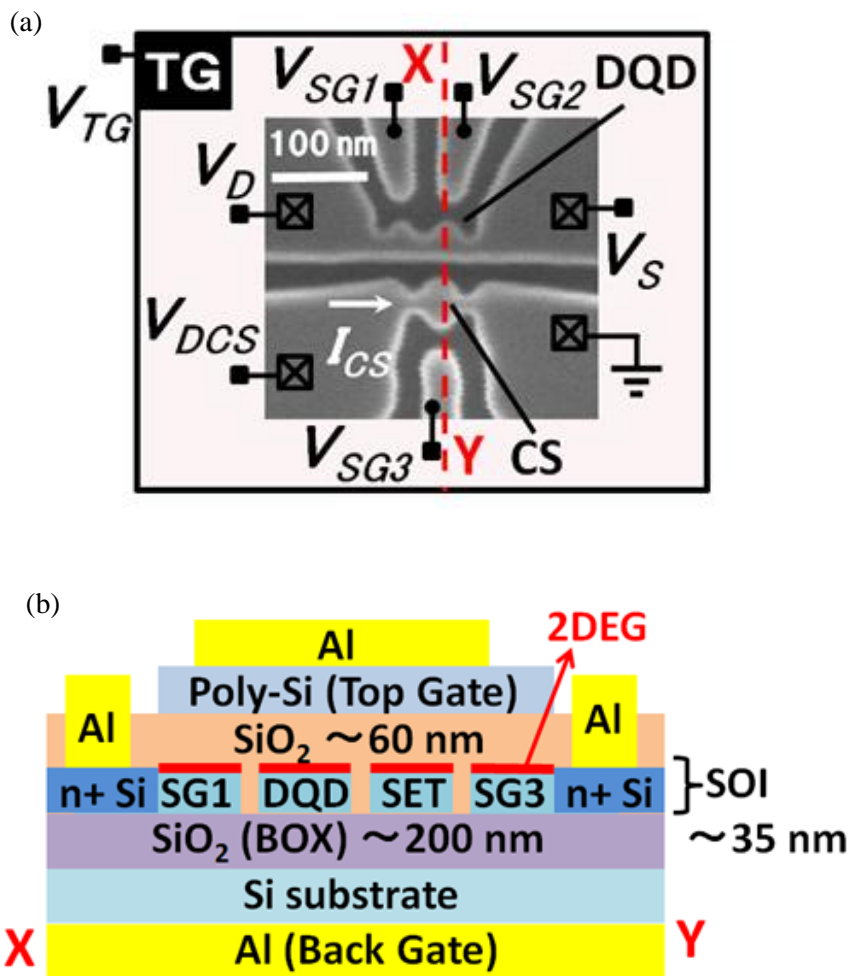 (a)
TG
V_TG
V_SG1
X
V_SG2
DQD
100 nm
V_D
V_S
V_DCS
I_CS
V_SG3
Y
CS
(b)
2DEG
Al
Poly-Si (Top Gate)
Al
Al
SiO₂ ~60 nm
n+ Si
SG1
DQD
SET
SG3
n+ Si
SOI
~35 nm
SiO₂ (BOX) ~200 nm
Si substrate
X
Al (Back Gate)
Y